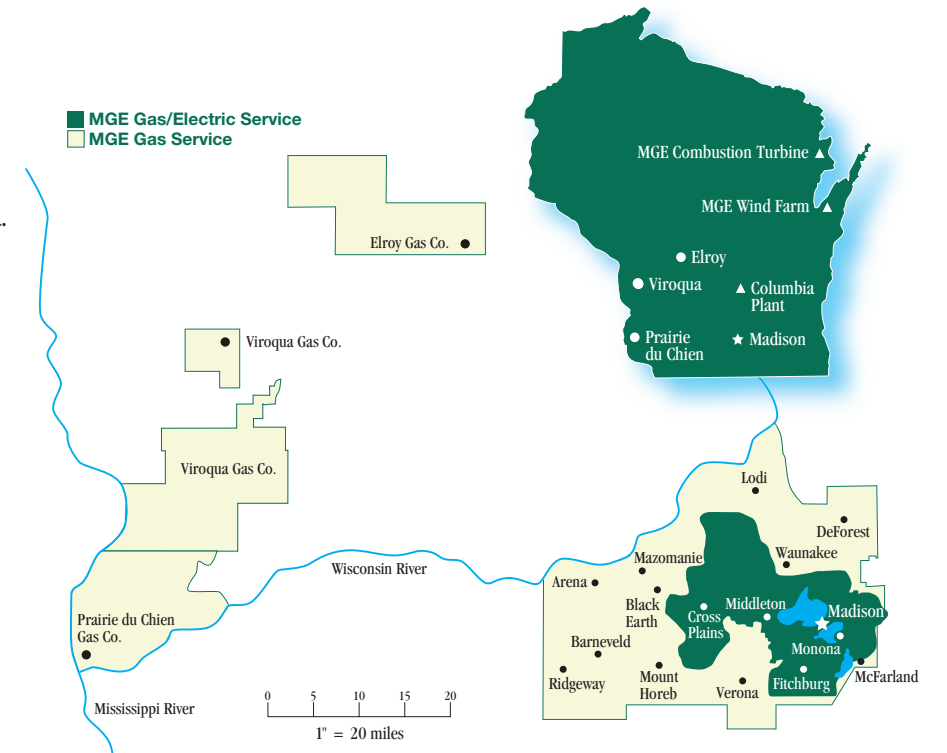 MGE Gas/Electric Service
MGE Gas Service
MGE Combustion Turbine
MGE Wind Farm
Elroy
Viroqua
Columbia
Plant
Prairie
du Chien
Madison
Elroy Gas Co.
Viroqua Gas Co.
Viroqua Gas Co.
Prairie du Chien
Gas Co.
Mississippi River
Wisconsin River
0 5 10 15 20
1" = 20 miles
Lodi
DeForest
Waunakee
Mazomanie
Arena
Black
Earth
Cross
Plains
Middleton
Madison
Monona
Barneveld
Ridgeway
Mount
Horeb
Verona
Fitchburg
McFarland